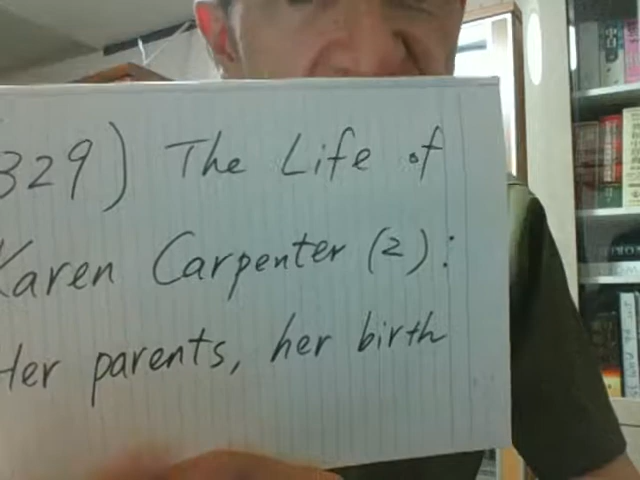 329) The Life of
Karen Carpenter (2):
Her parents, her birth